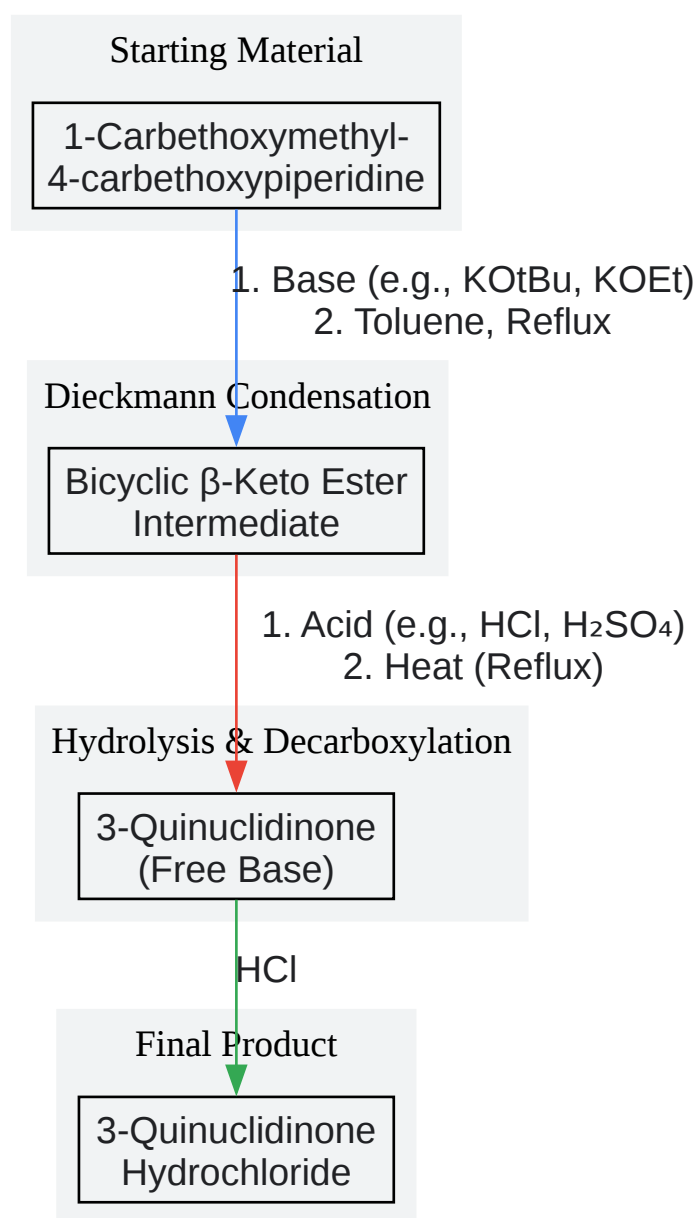 Starting Material
1-Carbethoxymethyl-
4-carbethoxypiperidine
1. Base (e.g., KOtBu, KOEt)
2. Toluene, Reflux
Dieckmann Condensation
Bicyclic β-Keto Ester
Intermediate
1. Acid (e.g., HCl, H₂SO₄)
2. Heat (Reflux)
Hydrolysis & Decarboxylation
3-Quinuclidinone
(Free Base)
HCl
Final Product
3-Quinuclidinone
Hydrochloride